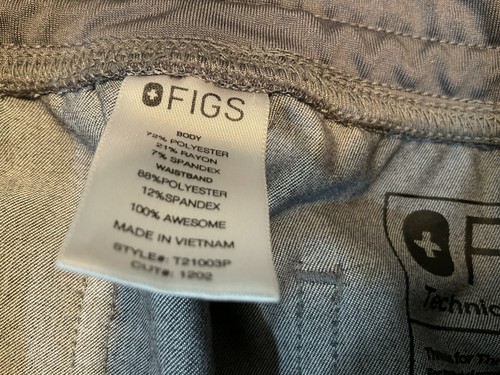 FIGS
BODY
72% POLYESTER
21% RAYON
7% SPANDEX
WAISTBAND
88%POLYESTER
12%SPANDEX
100% AWESOME
MADE IN VIETNAM
STYLE#: T21003P
CUT#: 1202
F
Technic